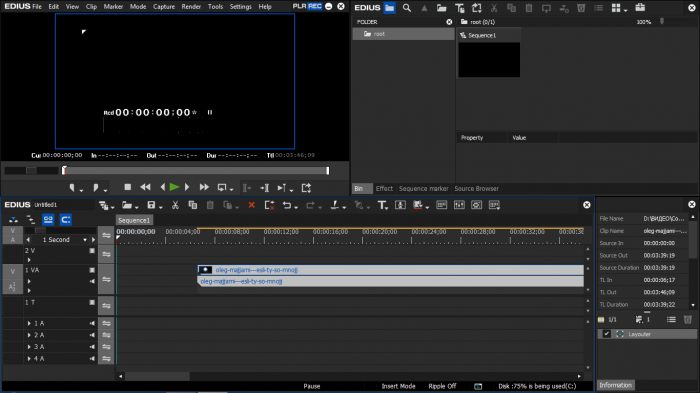 EDIUS File Edit View Clip Marker Mode Capture Render Tools Settings Help PLR REC
Rcd 00:00:00;00* II
Cur 00:00:00;00 In --:--:--;-- Out --:--:--;-- Dur --:--:--;-- Ttl 00:03:46;09
EDIUS
FOLDER
root (0/1)
100%
root
Sequence1
Property Value
Bin Effect Sequence marker Source Browser
EDIUS Untitled1
Sequence1
V
A
1 Second
00:00:00;00 00:00:04;00 00:00:08;00 00:00:12;00 00:00:16;00 00:00:20;00 00:00:24;00 00:00:28;00 00:00:32;00 00:00:36
2 V
V 1 VA
A
oleg-majjami---esli-ty-so-mnojj
oleg-majjami---esli-ty-so-mnojj
1 T
1 A
2 A
3 A
4 A
Pause Insert Mode Ripple Off Disk :75% is being used(C:)
File Name D:\ВИДЕО\Co...
Clip Name oleg-majjami--...
Source In 00:00:00;00
Source Out 00:03:39;19
Source Duration 00:03:39;19
TL In 00:00:06;17
TL Out 00:03:46;09
TL Duration 00:03:39;22
1/1 1
Layouter
Information